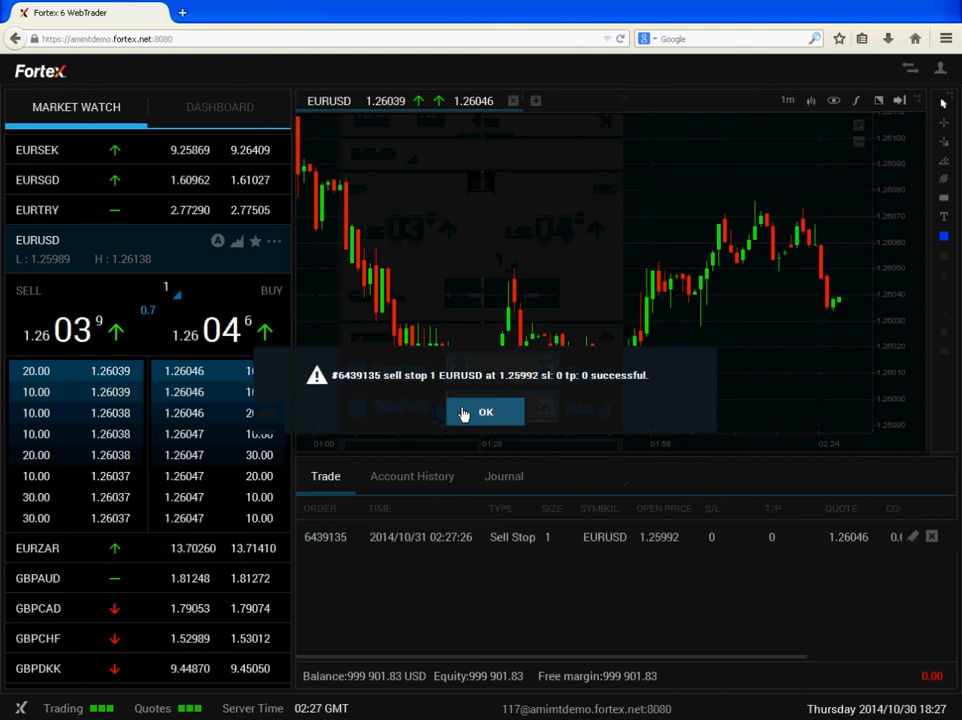 Fortex 6 WebTrader
https://amimtdemo.fortex.net:8080
Google
Fortex
MARKET WATCH DASHBOARD
EURUSD 1.26039 1.26046
1m
EURSEK 9.25869 9.26409
EURSGD 1.60962 1.61027
EURTRY 2.77290 2.77505
EURUSD
L : 1.25989 H : 1.26138
SELL 1 BUY
0.7
1.26 03 9 1.26 04 6
20.00 1.26039 1.26046
10.00 1.26039 1.26046
10.00 1.26038 1.26046
10.00 1.26038 1.26047 10.00
20.00 1.26038 1.26047 30.00
10.00 1.26037 1.26047 20.00
30.00 1.26037 1.26047 10.00
30.00 1.26037 1.26047 10.00
EURZAR 13.70260 13.71410
GBPAUD 1.81248 1.81272
GBPCAD 1.79053 1.79074
GBPCHF 1.52989 1.53012
GBPDKK 9.44870 9.45050
1.26090
1.26080
1.26070
1.26060
1.26050
1.26040
1.26030
1.26020
1.26010
1.25990
03 9 04 6
#6439135 sell stop 1 EURUSD at 1.25992 sl: 0 tp: 0 successful.
OK
01:00 01:28 01:56 02:24
Trade Account History Journal
ORDER TIME TYPE SIZE SYMBOL OPEN PRICE S/L T/P QUOTE
6439135 2014/10/31 02:27:26 Sell Stop 1 EURUSD 1.25992 0 0 1.26046
Balance:999 901.83 USD Equity:999 901.83 Free margin:999 901.83 0.00
Trading Quotes Server Time 02:27 GMT 117@amimtdemo.fortex.net:8080 Thursday 2014/10/30 18:27